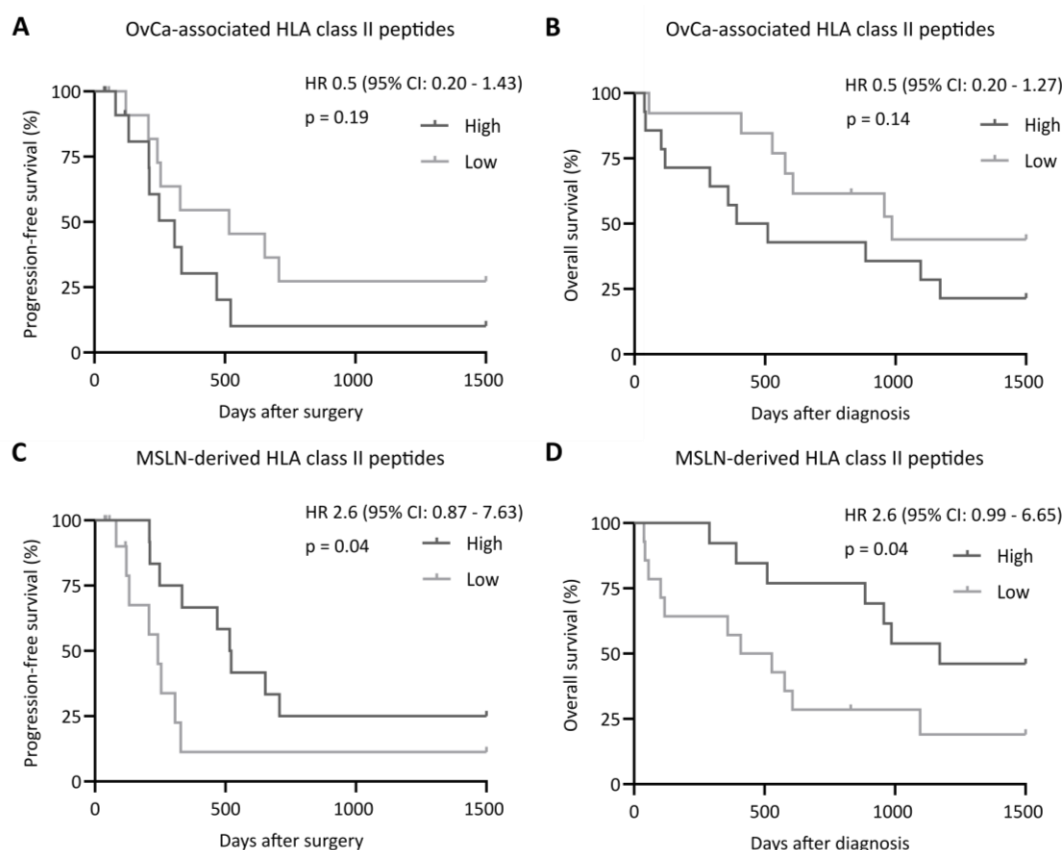 A
OvCa-associated HLA class II peptides
HR 0.5 (95% CI: 0.20 - 1.43)
p = 0.19
High
Low
Progression-free survival (%)
100
75
50
25
0
0 500 1000 1500
Days after surgery
B
OvCa-associated HLA class II peptides
HR 0.5 (95% CI: 0.20 - 1.27)
p = 0.14
High
Low
Overall survival (%)
100
75
50
25
0
0 500 1000 1500
Days after diagnosis
C
MSLN-derived HLA class II peptides
HR 2.6 (95% CI: 0.87 - 7.63)
p = 0.04
High
Low
Progression-free survival (%)
100
75
50
25
0
0 500 1000 1500
Days after surgery
D
MSLN-derived HLA class II peptides
HR 2.6 (95% CI: 0.99 - 6.65)
p = 0.04
High
Low
Overall survival (%)
100
75
50
25
0
0 500 1000 1500
Days after diagnosis